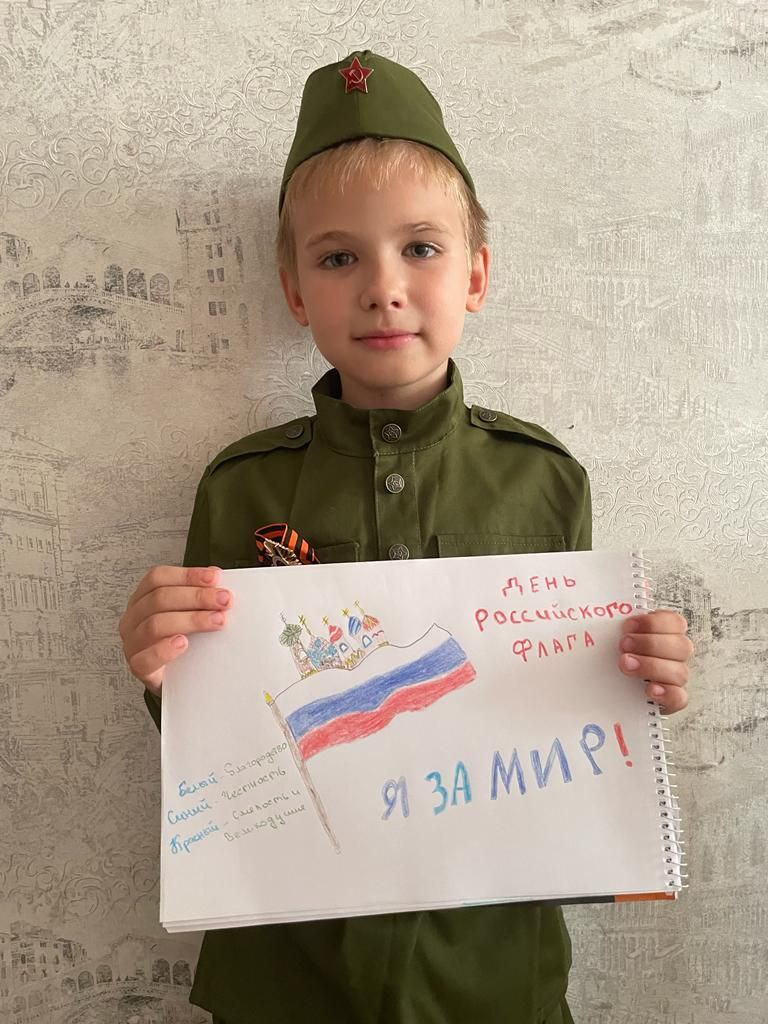 ДЕНЬ
РОССИЙСКОГО
ФЛАГА
Я ЗА МИР!
Белый - благородство
Синий - честность
Красный - смелость и
великодушие